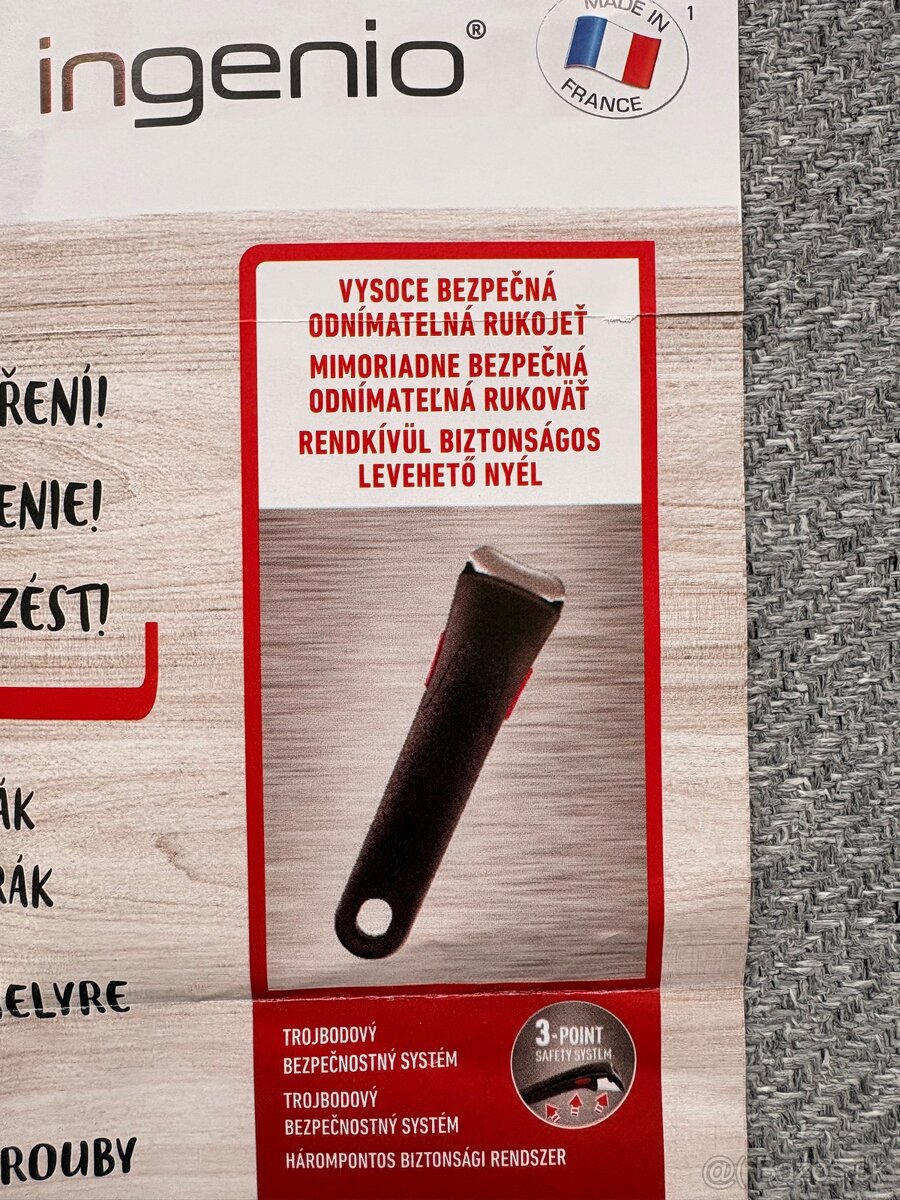 ingenio®
MADE IN
FRANCE
1
VYSOCE BEZPEČNÁ
ODNÍMATELNÁ RUKOJEŤ
MIMORIADNE BEZPEČNÁ
ODNÍMATEĽNÁ RUKOVÄŤ
RENDKÍVÜL BIZTONSÁGOS
LEVEHETŐ NYÉL
ŘENÍ!
ENIE!
ZÉST!
ÁK
RÁK
ELYRE
ROUBY
TROJBODOVÝ
BEZPEČNOSTNÝ SYSTÉM
TROJBODOVÝ
BEZPEČNOSTNÝ SYSTÉM
HÁROMPONTOS BIZTONSÁGI RENDSZER
3-POINT
SAFETY SYSTEM